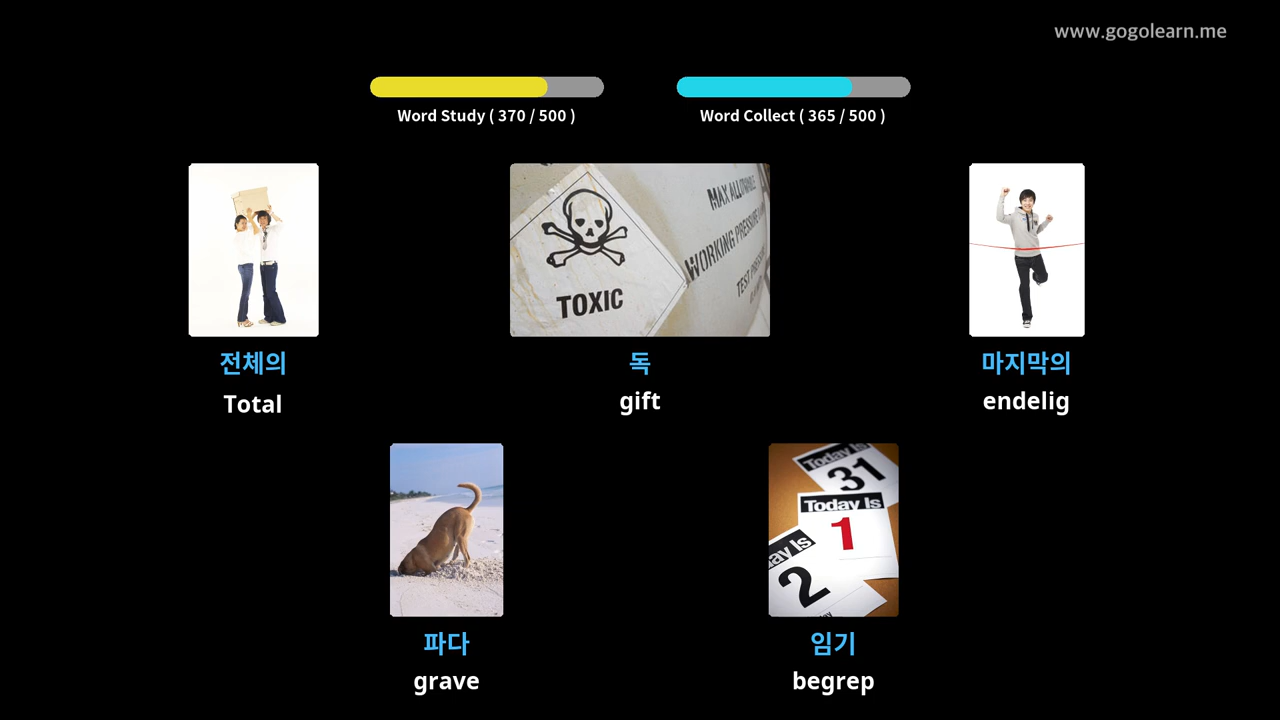 www.gogolearn.me
Word Study ( 370 / 500 )
Word Collect ( 365 / 500 )
TOXIC
MAX ALLOWABLE
WORKING PRESSURE
TEST
전체의
독
마지막의
Total
gift
endelig
Today Is
31
Today Is
1
ay Is
2
파다
임기
grave
begrep